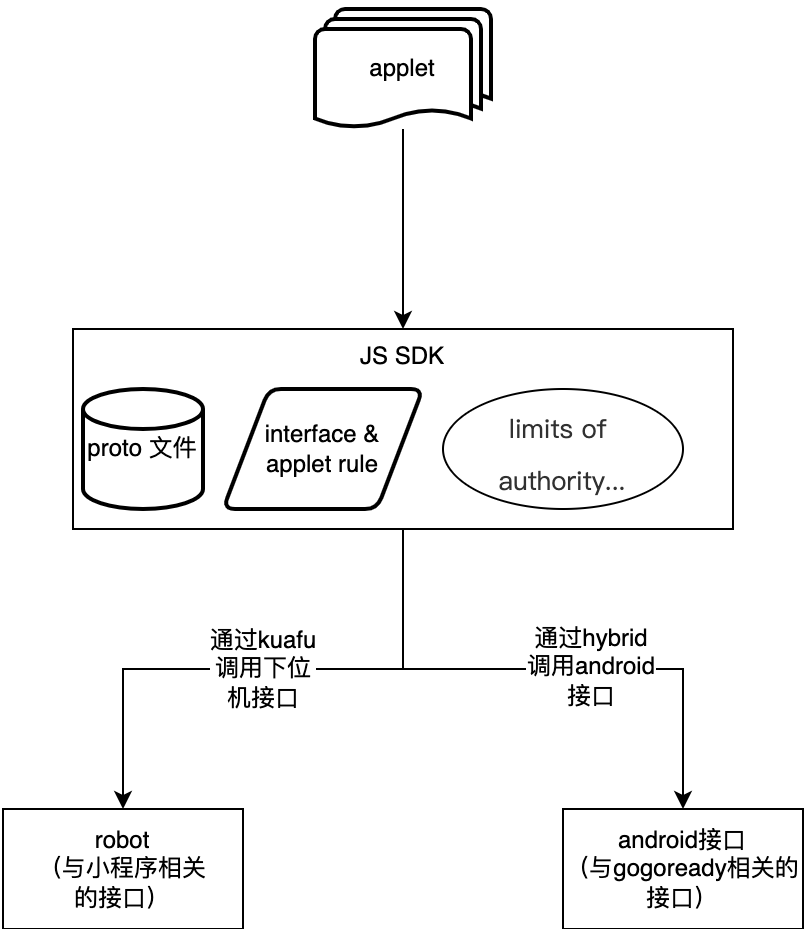 applet
JS SDK
proto 文件
interface &
applet rule
limits of
authority...
通过kuafu
调用下位
机接口
通过hybrid
调用android
接口
robot
（与小程序相关
的接口）
android接口
（与gogoready相关的
接口）